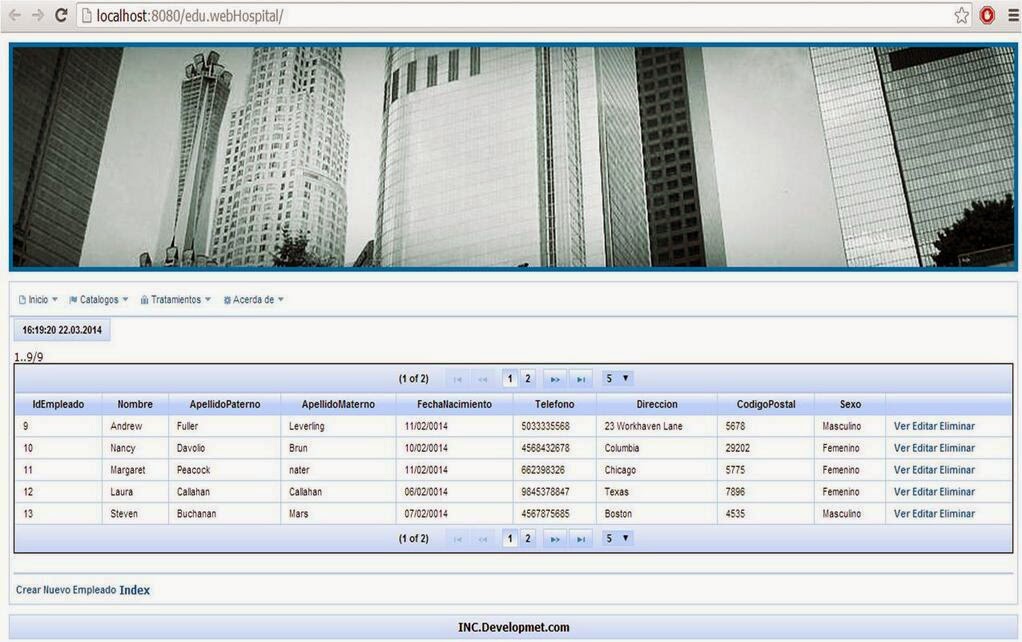 localhost:8080/edu.webHospital/
Inicio Catalogos Tratamientos Acerda de
16:19:20 22.03.2014
1..9/9
(1 of 2) 1 2 5
IdEmpleado Nombre ApellidoPaterno ApellidoMaterno FechaNacimiento Telefono Direccion CodigoPostal Sexo
9 Andrew Fuller Leverling 11/02/0014 5033335568 23 Workhaven Lane 5678 Masculino Ver Editar Eliminar
10 Nancy Davolio Brun 10/02/0014 4568432678 Columbia 29202 Femenino Ver Editar Eliminar
11 Margaret Peacock nater 11/02/0014 662398326 Chicago 5775 Femenino Ver Editar Eliminar
12 Laura Callahan Callahan 06/02/0014 9845378847 Texas 7896 Femenino Ver Editar Eliminar
13 Steven Buchanan Mars 07/02/0014 4567875685 Boston 4535 Masculino Ver Editar Eliminar
(1 of 2) 1 2 5
Crear Nuevo Empleado Index
INC.Developmet.com